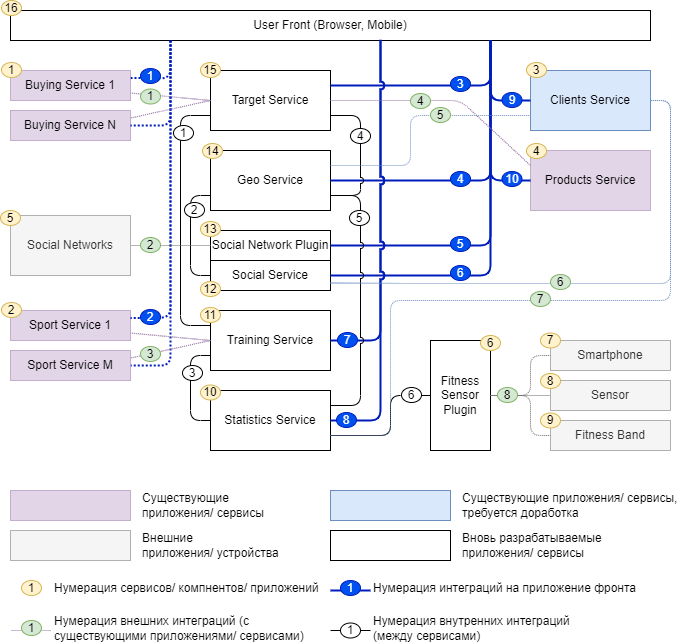 16
User Front (Browser, Mobile)
1
Buying Service 1
1
1
15
Target Service
3
4
9
3
Clients Service
Buying Service N
1
4
5
14
Geo Service
4
10
4
Products Service
2
5
5
Social Networks
2
13
Social Network Plugin
5
Social Service
6
12
6
7
2
Sport Service 1
2
11
Training Service
7
3
Sport Service M
3
10
Statistics Service
8
6
6
Fitness
Sensor
Plugin
8
7
Smartphone
8
Sensor
9
Fitness Band
Существующие
приложения/ сервисы
Существующие приложения/ сервисы,
требуется доработка
Внешние
приложения/ устройства
Вновь разрабатываемые
приложения/ сервисы
1
Нумерация сервисов/ компнентов/ приложений
1
Нумерация интеграций на приложение фронта
1
Нумерация внешних интеграций (с
существующими приложениями/ сервисами)
1
Нумерация внутренних интеграций
(между сервисами)